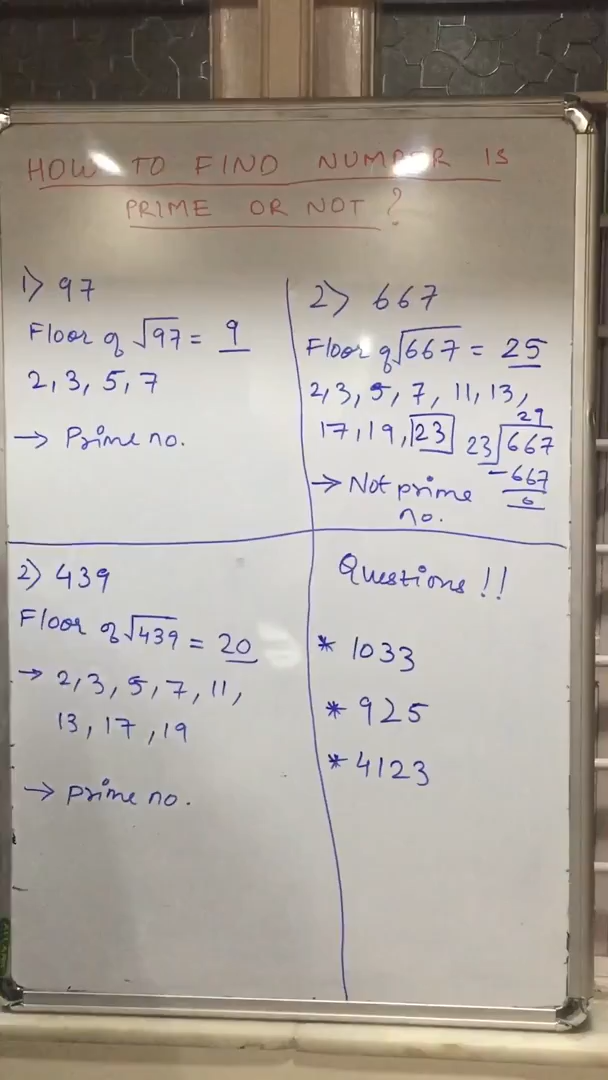 HOW TO FIND NUMBER IS
PRIME OR NOT?
1) 97
Floor of √97 = 9
2, 3, 5, 7
→ Prime no.
2) 667
Floor of √667 = 25
2, 3, 5, 7, 11, 13,
17, 19, 23
29
23)667
-667
0
→ Not prime
no.
2) 439
Floor of √439 = 20
→ 2, 3, 5, 7, 11,
13, 17, 19
→ prime no.
Questions!!
* 1033
* 925
* 4123